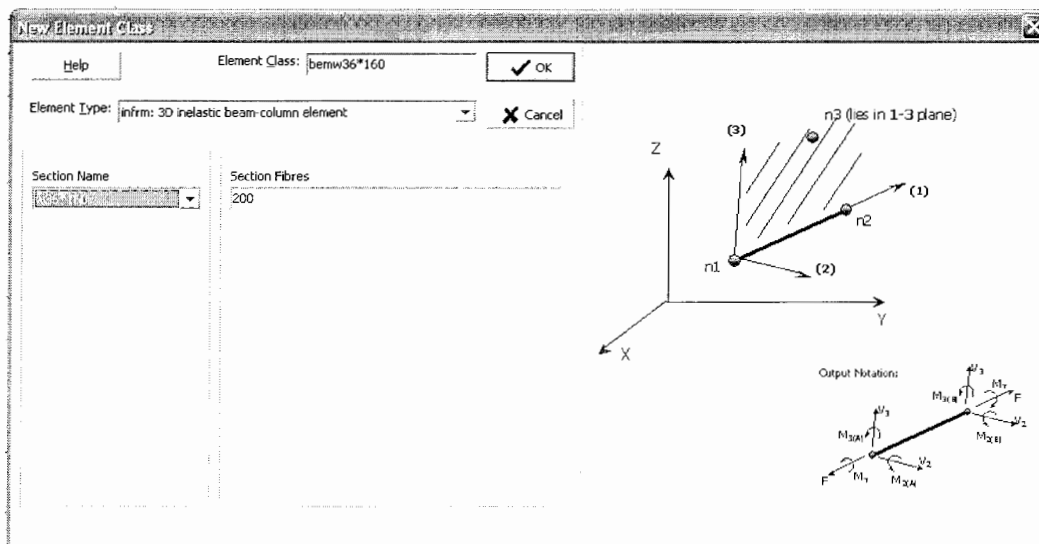 New Element Class
Help
Element Class: bemw36*160
OK
Element Type: infrm: 3D inelastic beam-column element
Cancel
Section Name
Section Fibres
200
n3 (lies in 1-3 plane)
(3)
Z
(1)
n2
n1
(2)
Y
X
Output Notation:
V3
M3(B)
MT
F
V2
M2(B)
V3
M3(A)
V2
F
MT
M2(A)